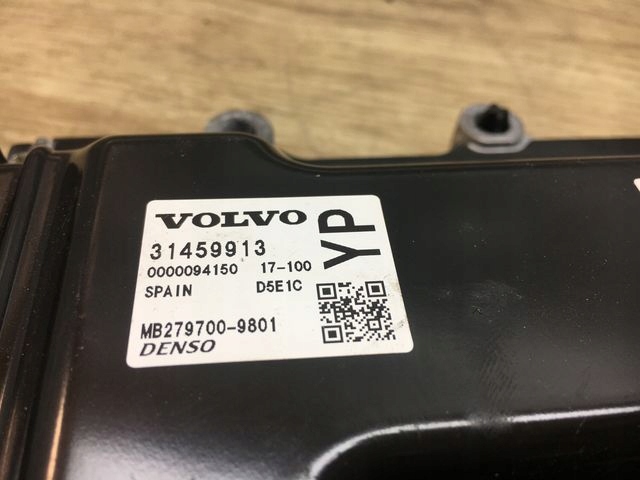 VOLVO
31459913
0000094150 17-100
SPAIN D5E1C
YP
MB279700-9801
DENSO